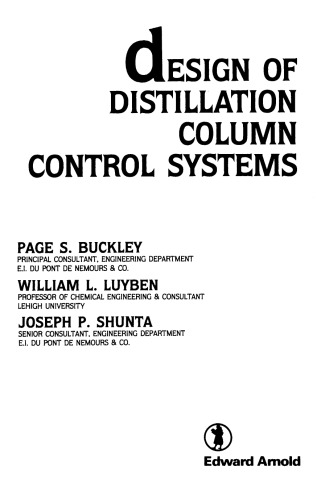 dESIGN OF
DISTILLATION
COLUMN
CONTROL SYSTEMS
PAGE S. BUCKLEY
PRINCIPAL CONSULTANT, ENGINEERING DEPARTMENT
E.I. DU PONT DE NEMOURS & CO.
WILLIAM L. LUYBEN
PROFESSOR OF CHEMICAL ENGINEERING & CONSULTANT
LEHIGH UNIVERSITY
JOSEPH P. SHUNTA
SENIOR CONSULTANT, ENGINEERING DEPARTMENT
E.I. DU PONT DE NEMOURS & CO.
Edward Arnold